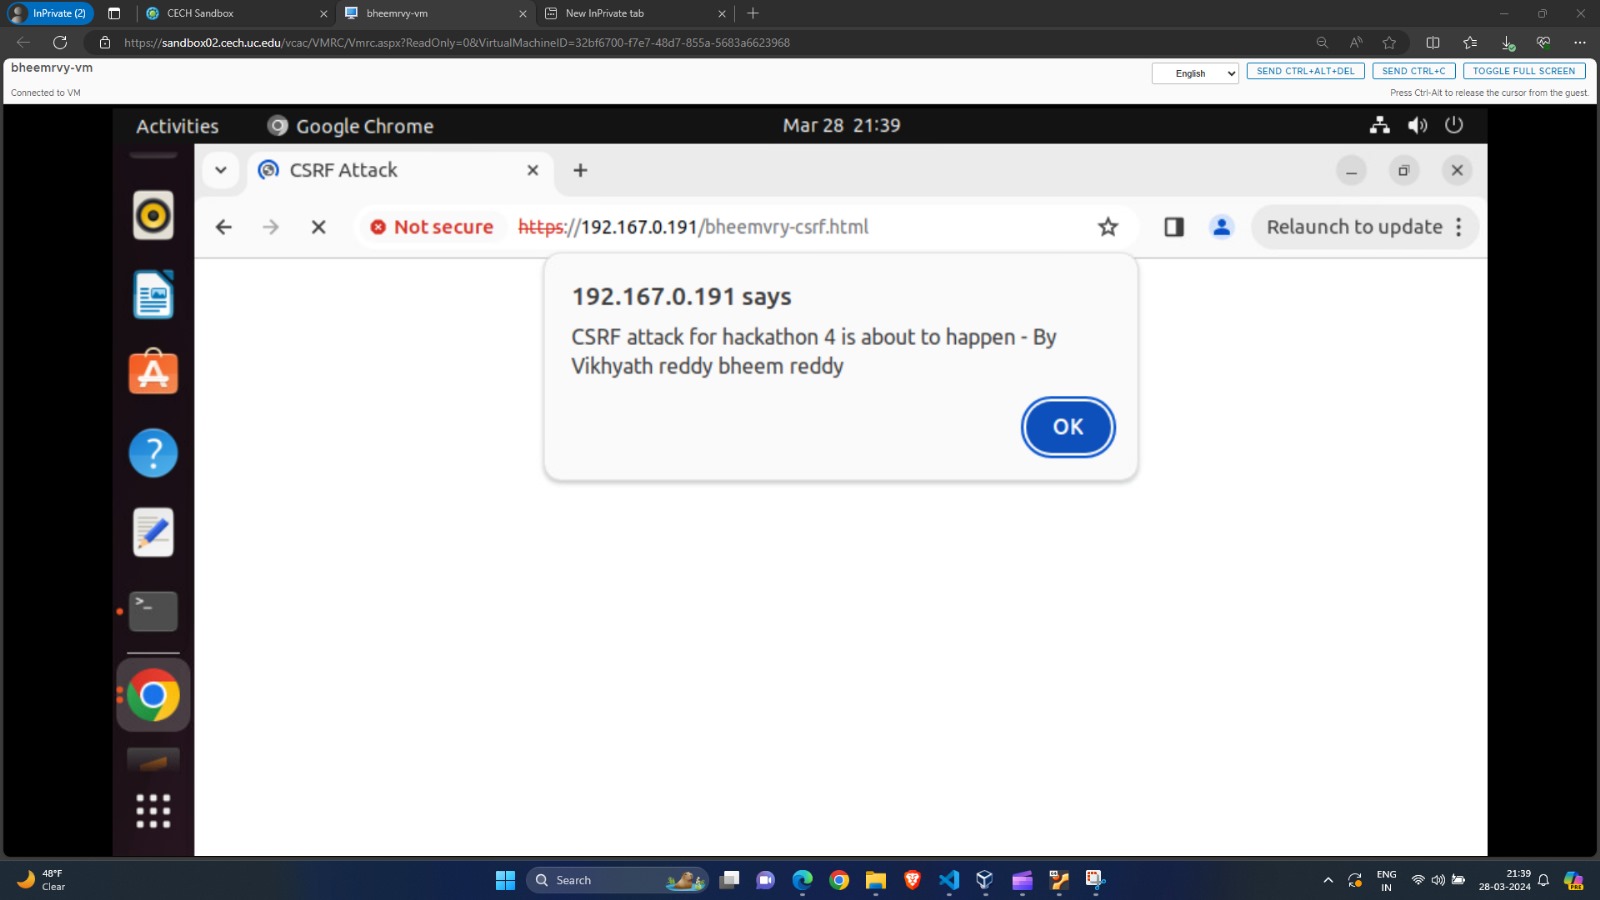 InPrivate (2)
CECH Sandbox
bheemrvy-vm
New InPrivate tab
https://sandbox02.cech.uc.edu/vcac/VMRC/Vmrc.aspx?ReadOnly=0&VirtualMachineID=32bf6700-f7e7-48d7-855a-5683a6623968
bheemrvy-vm
English
SEND CTRL+ALT+DEL
SEND CTRL+C
TOGGLE FULL SCREEN
Connected to VM
Press Ctrl-Alt to release the cursor from the guest.
Activities
Google Chrome
Mar 28 21:39
CSRF Attack
Not secure
https://192.168.0.191/bheemvry-csrf.html
Relaunch to update
192.167.0.191 says
CSRF attack for hackathon 4 is about to happen - By
Vikhyath reddy bheem reddy
OK
48°F
Clear
Search
ENG
IN
21:39
28-03-2024